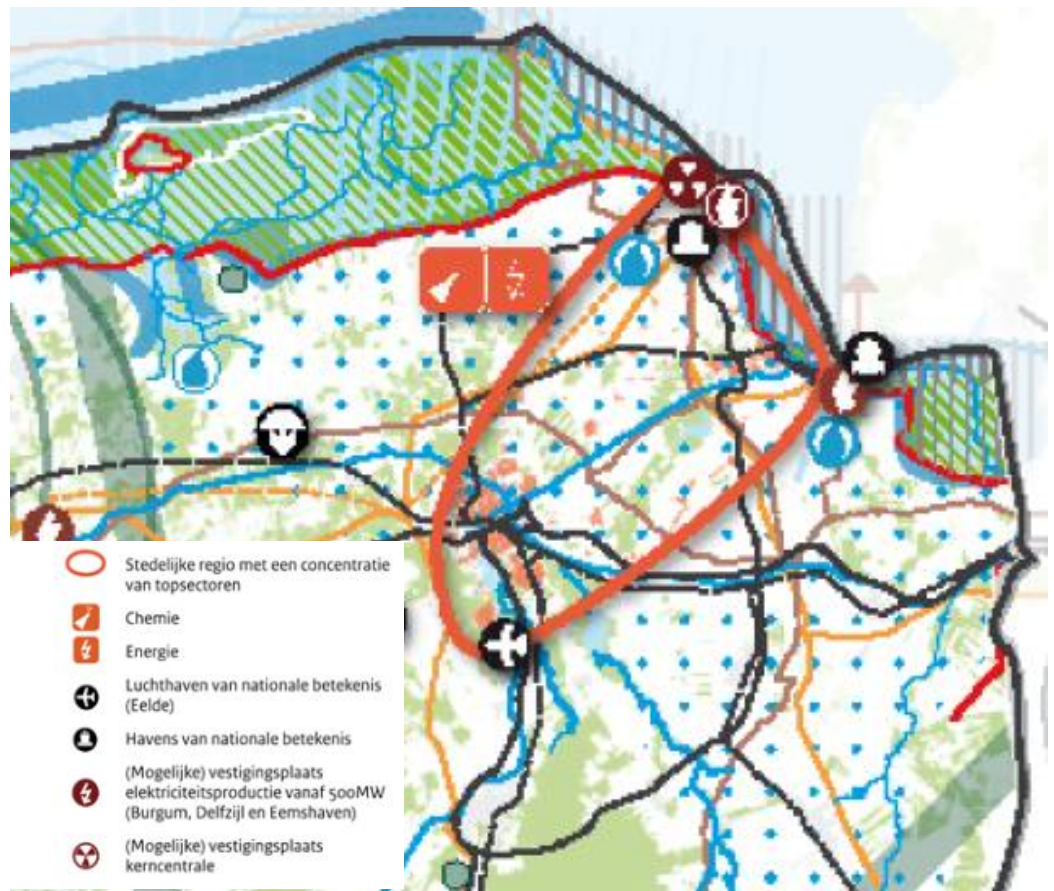 Stedelijke regio met een concentratie
van topsectoren
Chemie
Energie
Luchthaven van nationale betekenis
(Eelde)
Havens van nationale betekenis
(Mogelijke) vestigingsplaats
elektriciteitsproductie vanaf 500MW
(Burgum, Delfzijl en Eemshaven)
(Mogelijke) vestigingsplaats
kerncentrale